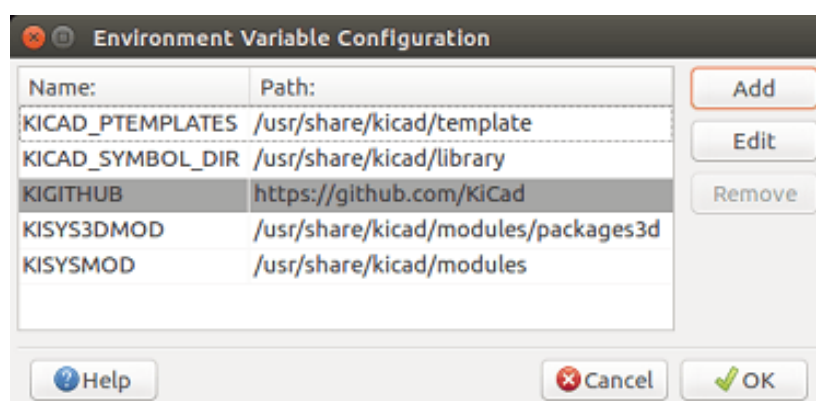 Environment Variable Configuration
Name: Path:
KICAD_PTEMPLATES /usr/share/kicad/template
KICAD_SYMBOL_DIR /usr/share/kicad/library
KIGITHUB https://github.com/KiCad
KISYS3DMOD /usr/share/kicad/modules/packages3d
KISYSMOD /usr/share/kicad/modules
Add
Edit
Remove
Help Cancel OK